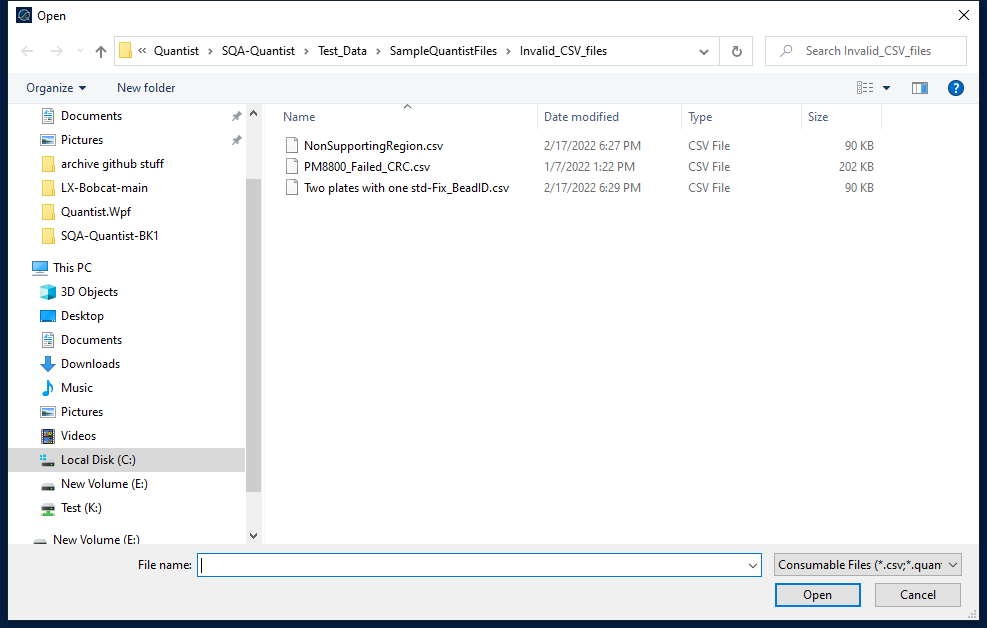 Open
« Quantist > SQA-Quantist > Test_Data > SampleQuantistFiles > Invalid_CSV_files
Search Invalid_CSV_files
Organize
New folder
Documents
Pictures
archive github stuff
LX-Bobcat-main
Quantist.Wpf
SQA-Quantist-BK1
This PC
3D Objects
Desktop
Documents
Downloads
Music
Pictures
Videos
Local Disk (C:)
New Volume (E:)
Test (K:)
New Volume (E:)
Name Date modified Type Size
NonSupportingRegion.csv 2/17/2022 6:27 PM CSV File 90 KB
PM8800_Failed_CRC.csv 1/7/2022 1:22 PM CSV File 202 KB
Two plates with one std-Fix_BeadID.csv 2/17/2022 6:29 PM CSV File 90 KB
File name:
Consumable Files (*.csv;*.quan
Open
Cancel